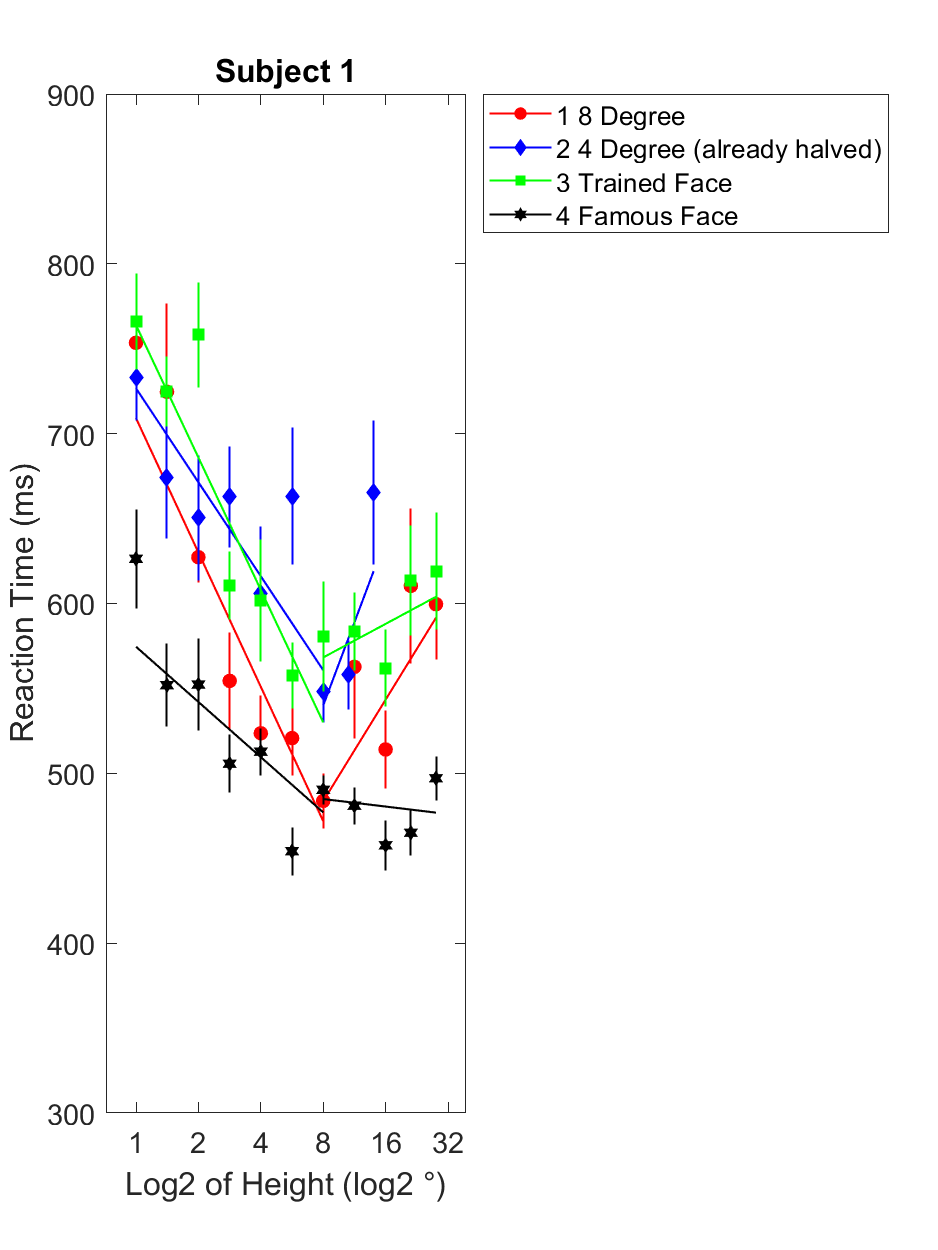 Subject 1
900
800
700
600
500
400
300
Reaction Time (ms)
1 2 4 8 16 32
Log2 of Height (log2 °)
1 8 Degree
2 4 Degree (already halved)
3 Trained Face
4 Famous Face